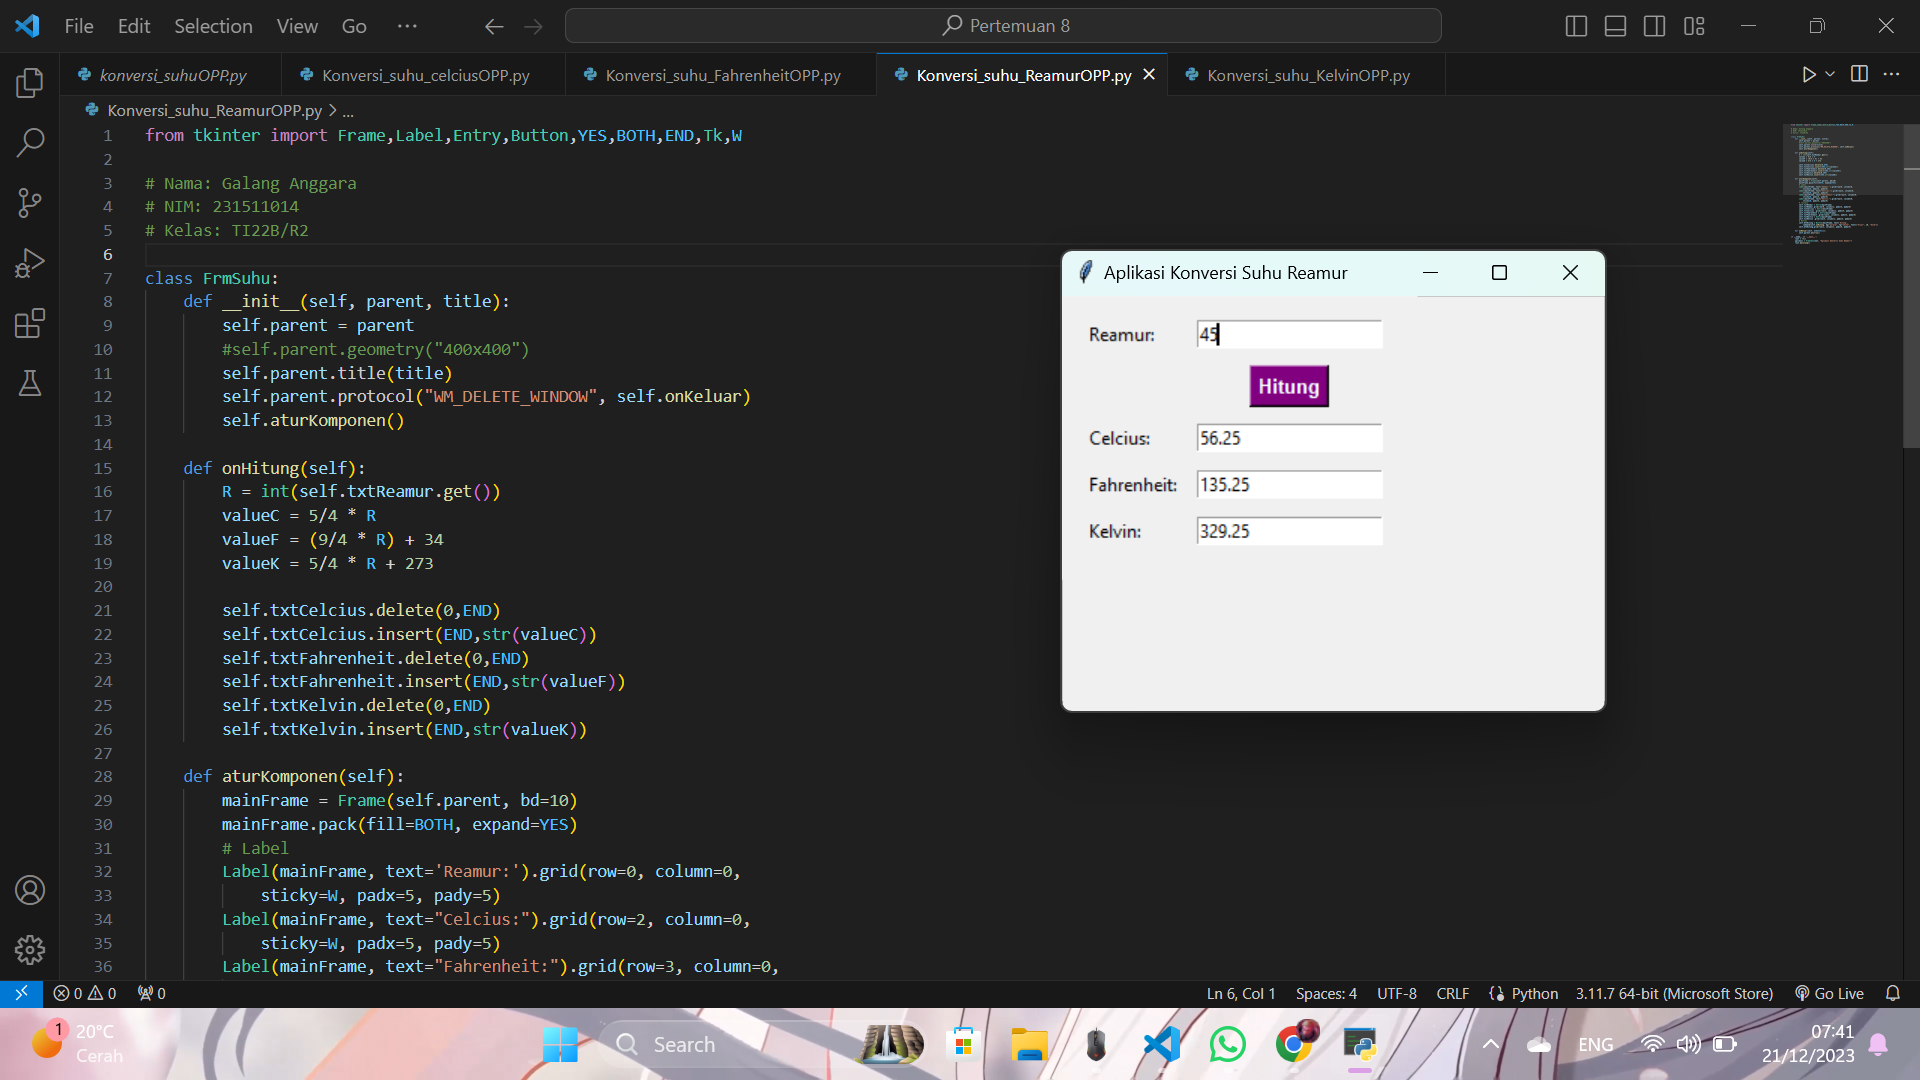 File Edit Selection View Go ··· Pertemuan 8
konversi_suhuOPP.py Konversi_suhu_celciusOPP.py Konversi_suhu_FahrenheitOPP.py Konversi_suhu_ReamurOPP.py Konversi_suhu_KelvinOPP.py
Konversi_suhu_ReamurOPP.py > ...
1 from tkinter import Frame,Label,Entry,Button,YES,BOTH,END,Tk,W
2
3 # Nama: Galang Anggara
4 # NIM: 231511014
5 # Kelas: TI22B/R2
6
7 class FrmSuhu:
8 def __init__(self, parent, title):
9 self.parent = parent
10 #self.parent.geometry("400x400")
11 self.parent.title(title)
12 self.parent.protocol("WM_DELETE_WINDOW", self.onKeluar)
13 self.aturKomponen()
14
15 def onHitung(self):
16 R = int(self.txtReamur.get())
17 valueC = 5/4 * R
18 valueF = (9/4 * R) + 34
19 valueK = 5/4 * R + 273
20
21 self.txtCelcius.delete(0,END)
22 self.txtCelcius.insert(END,str(valueC))
23 self.txtFahrenheit.delete(0,END)
24 self.txtFahrenheit.insert(END,str(valueF))
25 self.txtKelvin.delete(0,END)
26 self.txtKelvin.insert(END,str(valueK))
27
28 def aturKomponen(self):
29 mainFrame = Frame(self.parent, bd=10)
30 mainFrame.pack(fill=BOTH, expand=YES)
31 # Label
32 Label(mainFrame, text='Reamur:').grid(row=0, column=0,
33 sticky=W, padx=5, pady=5)
34 Label(mainFrame, text="Celcius:").grid(row=2, column=0,
35 sticky=W, padx=5, pady=5)
36 Label(mainFrame, text="Fahrenheit:").grid(row=3, column=0,
Aplikasi Konversi Suhu Reamur
Reamur: 45
Hitung
Celcius: 56.25
Fahrenheit: 135.25
Kelvin: 329.25
0 0 0 Ln 6, Col 1 Spaces: 4 UTF-8 CRLF Python 3.11.7 64-bit (Microsoft Store) Go Live
1 20°C
Cerah
Search
ENG
07:41
21/12/2023